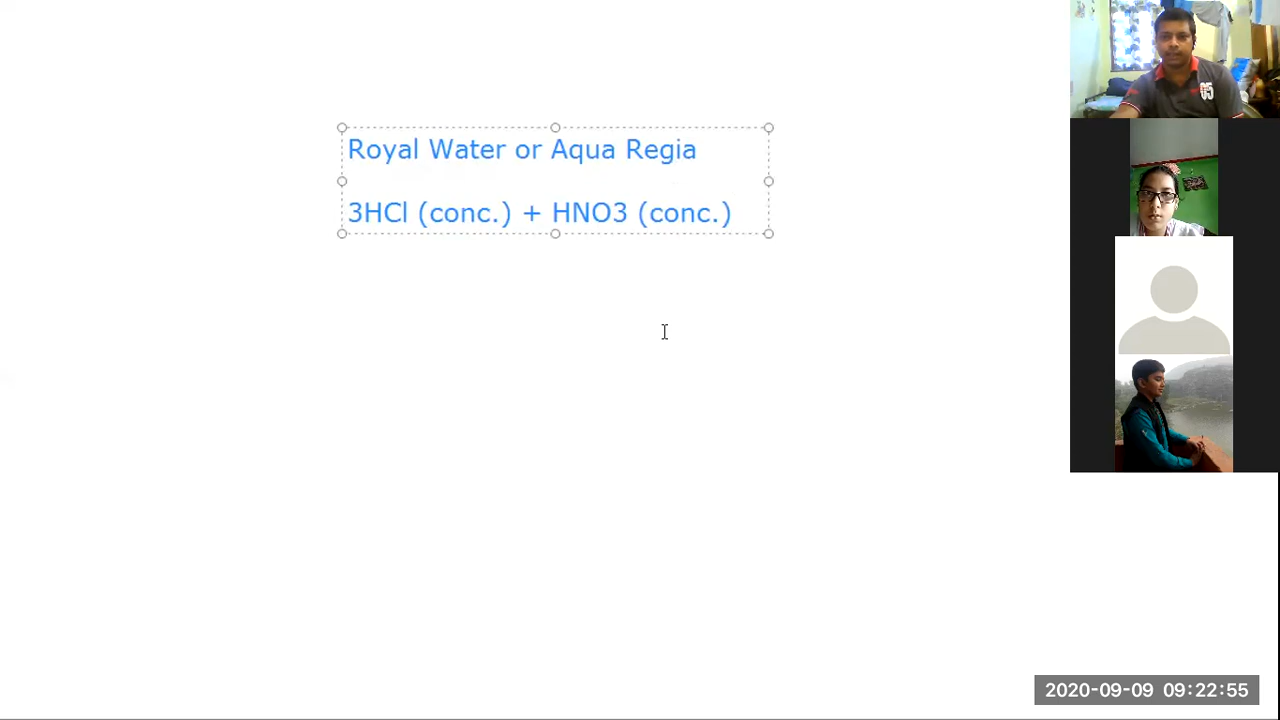 Royal Water or Aqua Regia
3HCl (conc.) + HNO3 (conc.)
2020-09-09 09:22:55